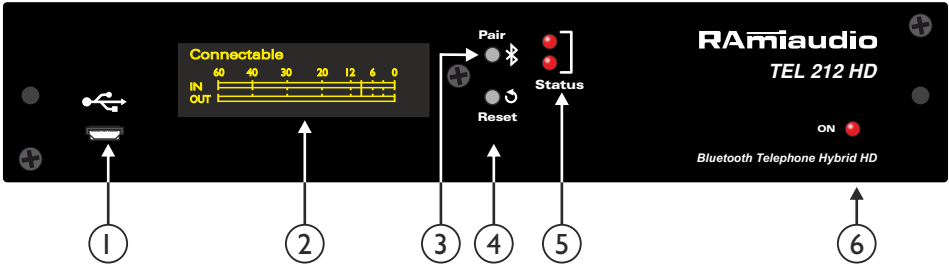 Connectable
60 40 30 20 12 6 0
IN
OUT
Pair
Reset
Status
RAmiaudio
TEL 212 HD
ON
Bluetooth Telephone Hybrid HD
1 2 3 4 5 6